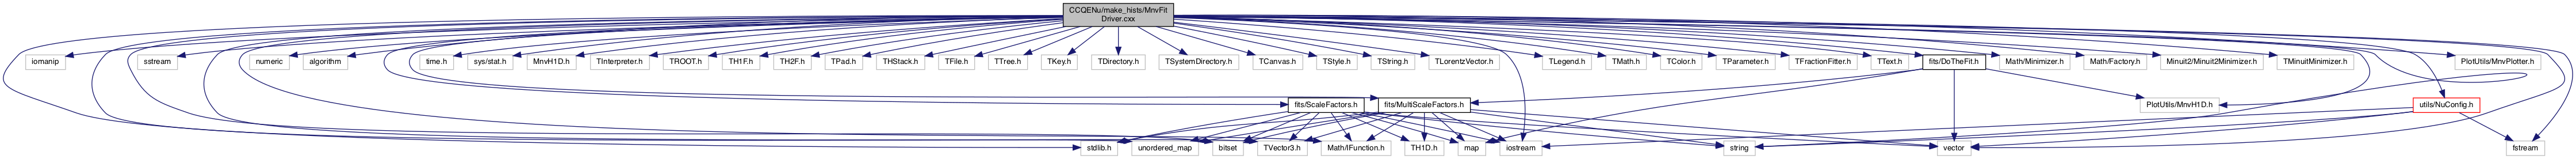 CCQENu/make_hists/MnvFit
Driver.cxx
iomanip
sstream
numeric
algorithm
time.h
sys/stat.h
MnvH1D.h
TInterpreter.h
TROOT.h
TH1F.h
TH2F.h
TPad.h
THStack.h
TFile.h
TTree.h
TKey.h
TDirectory.h
TSystemDirectory.h
TCanvas.h
TStyle.h
TString.h
TLorentzVector.h
TLegend.h
TMath.h
TColor.h
TParameter.h
TFractionFitter.h
TText.h
fits/DoTheFit.h
Math/Minimizer.h
Math/Factory.h
Minuit2/Minuit2Minimizer.h
TMinuitMinimizer.h
PlotUtils/MnvPlotter.h
fits/ScaleFactors.h
fits/MultiScaleFactors.h
PlotUtils/MnvH1D.h
utils/NuConfig.h
stdlib.h
unordered_map
bitset
TVector3.h
Math/IFunction.h
TH1D.h
map
iostream
string
vector
fstream